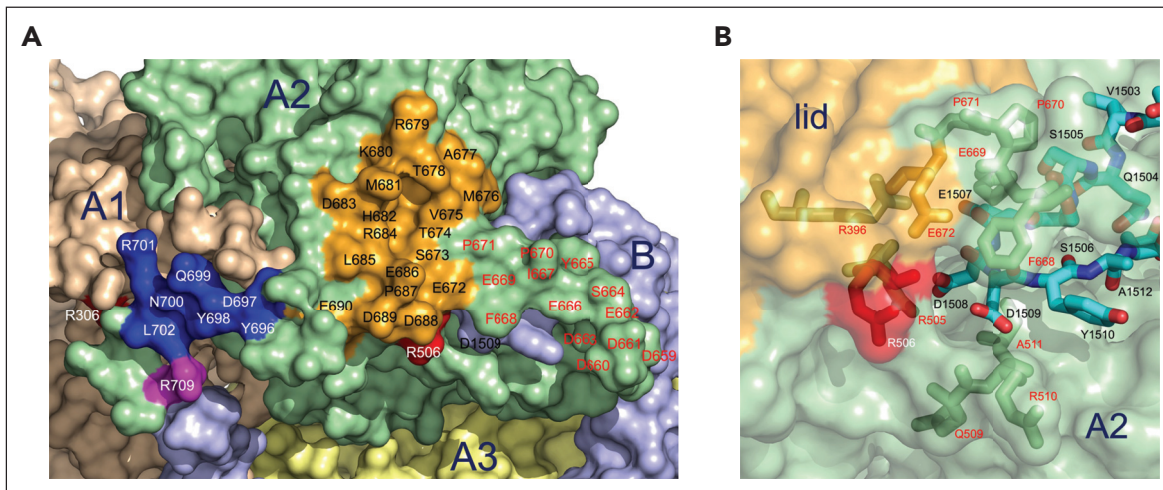 A
A2
R679
K680
A677
T678
M681
M676
D683
H682
V675
R684
T674
A1
S673
P671
P670
B
R701
L685
I667
Y665
Q699
E686
E669
S664
N700
D697
P687
E672
E666
E662
R306
E690
Y698
D689
D688
F668
L702
Y696
D663
D661
R506
D1509
D659
D660
R709
A3
B
V1503
lid
P671
P670
S1505
E669
Q1504
E1507
R396
E672
S1506
F668
D1508
D1509
A1512
R505
Y1510
R506
A511
R510
Q509
A2